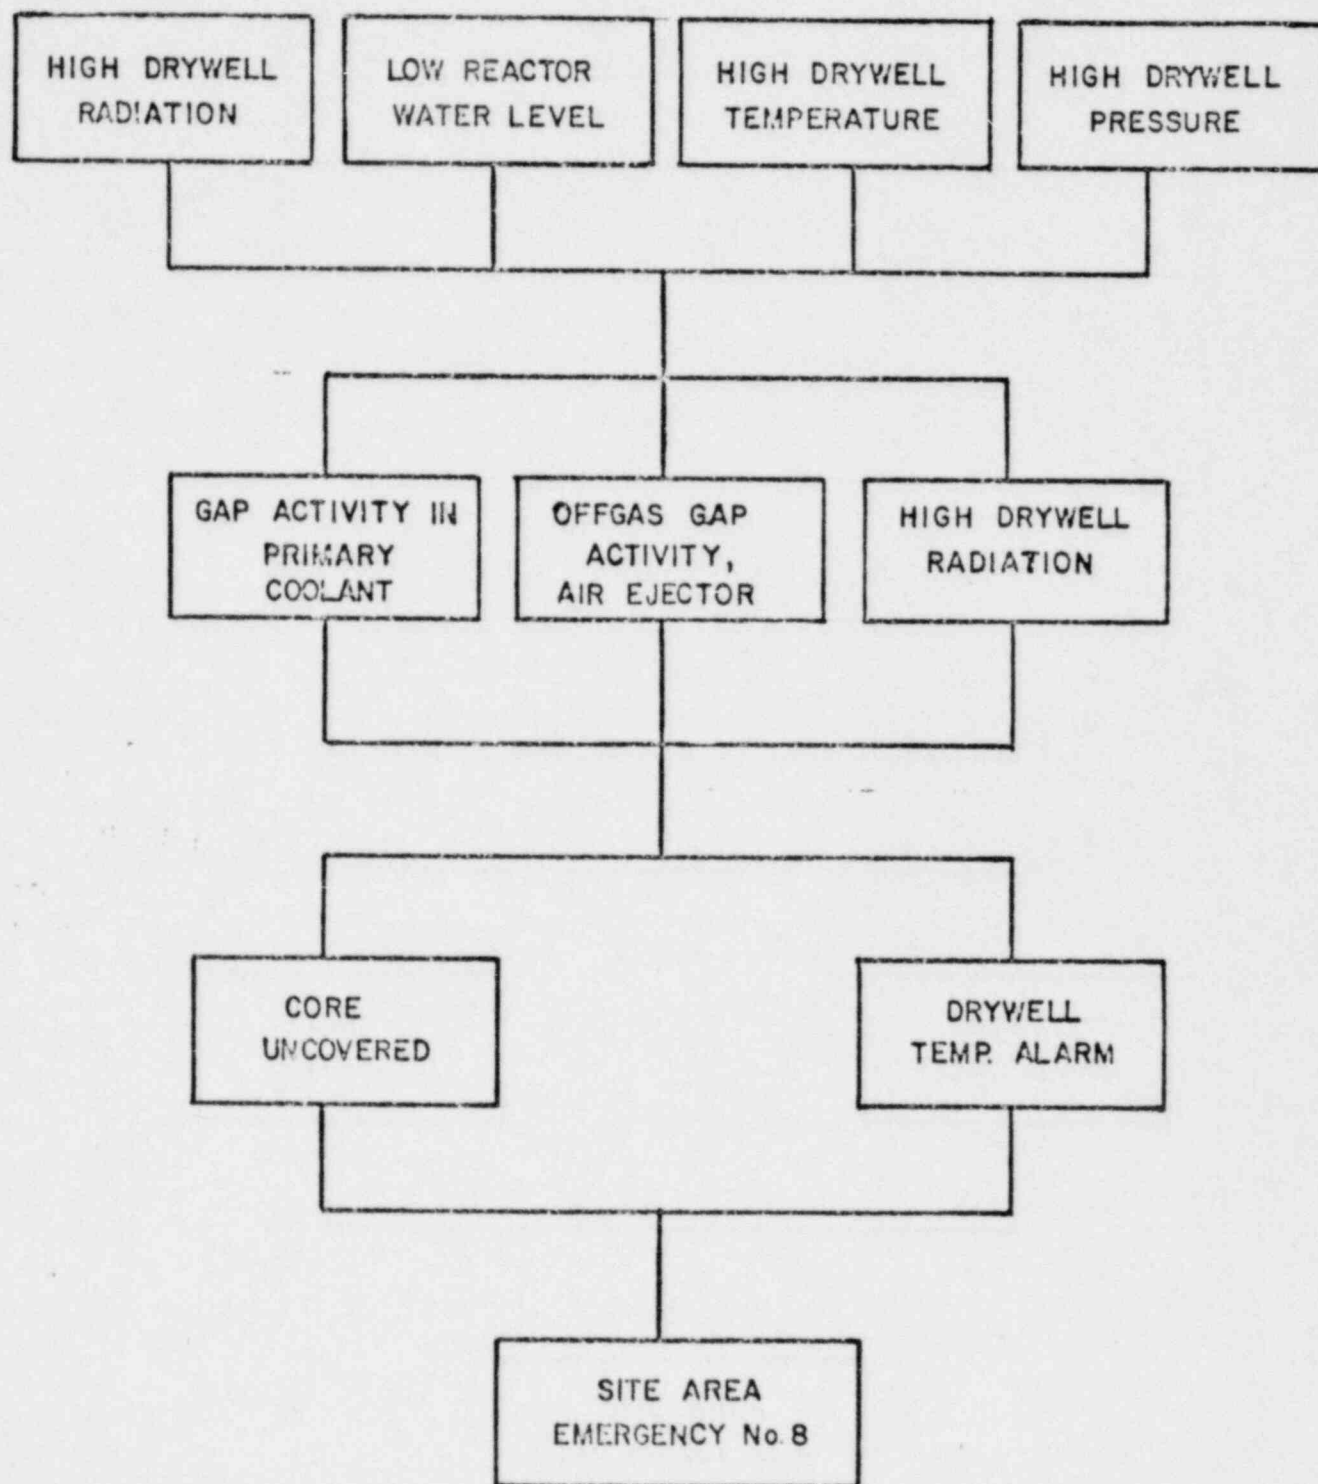 HIGH DRYWELL
RADIATION
LOW REACTOR
WATER LEVEL
HIGH DRYWELL
TEMPERATURE
HIGH DRYWELL
PRESSURE
GAP ACTIVITY IN
PRIMARY
COOLANT
OFFGAS GAP
ACTIVITY,
AIR EJECTOR
HIGH DRYWELL
RADIATION
CORE
UNCOVERED
DRYWELL
TEMP. ALARM
SITE AREA
EMERGENCY No. 8